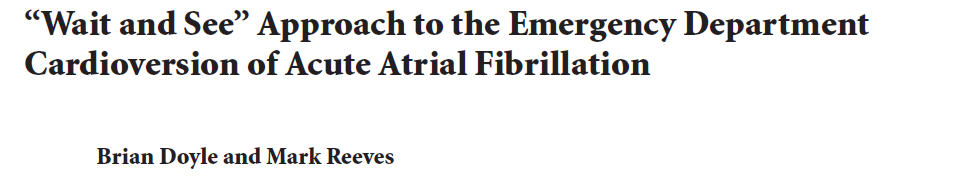 “Wait and See” Approach to the Emergency Department
Cardioversion of Acute Atrial Fibrillation
Brian Doyle and Mark Reeves